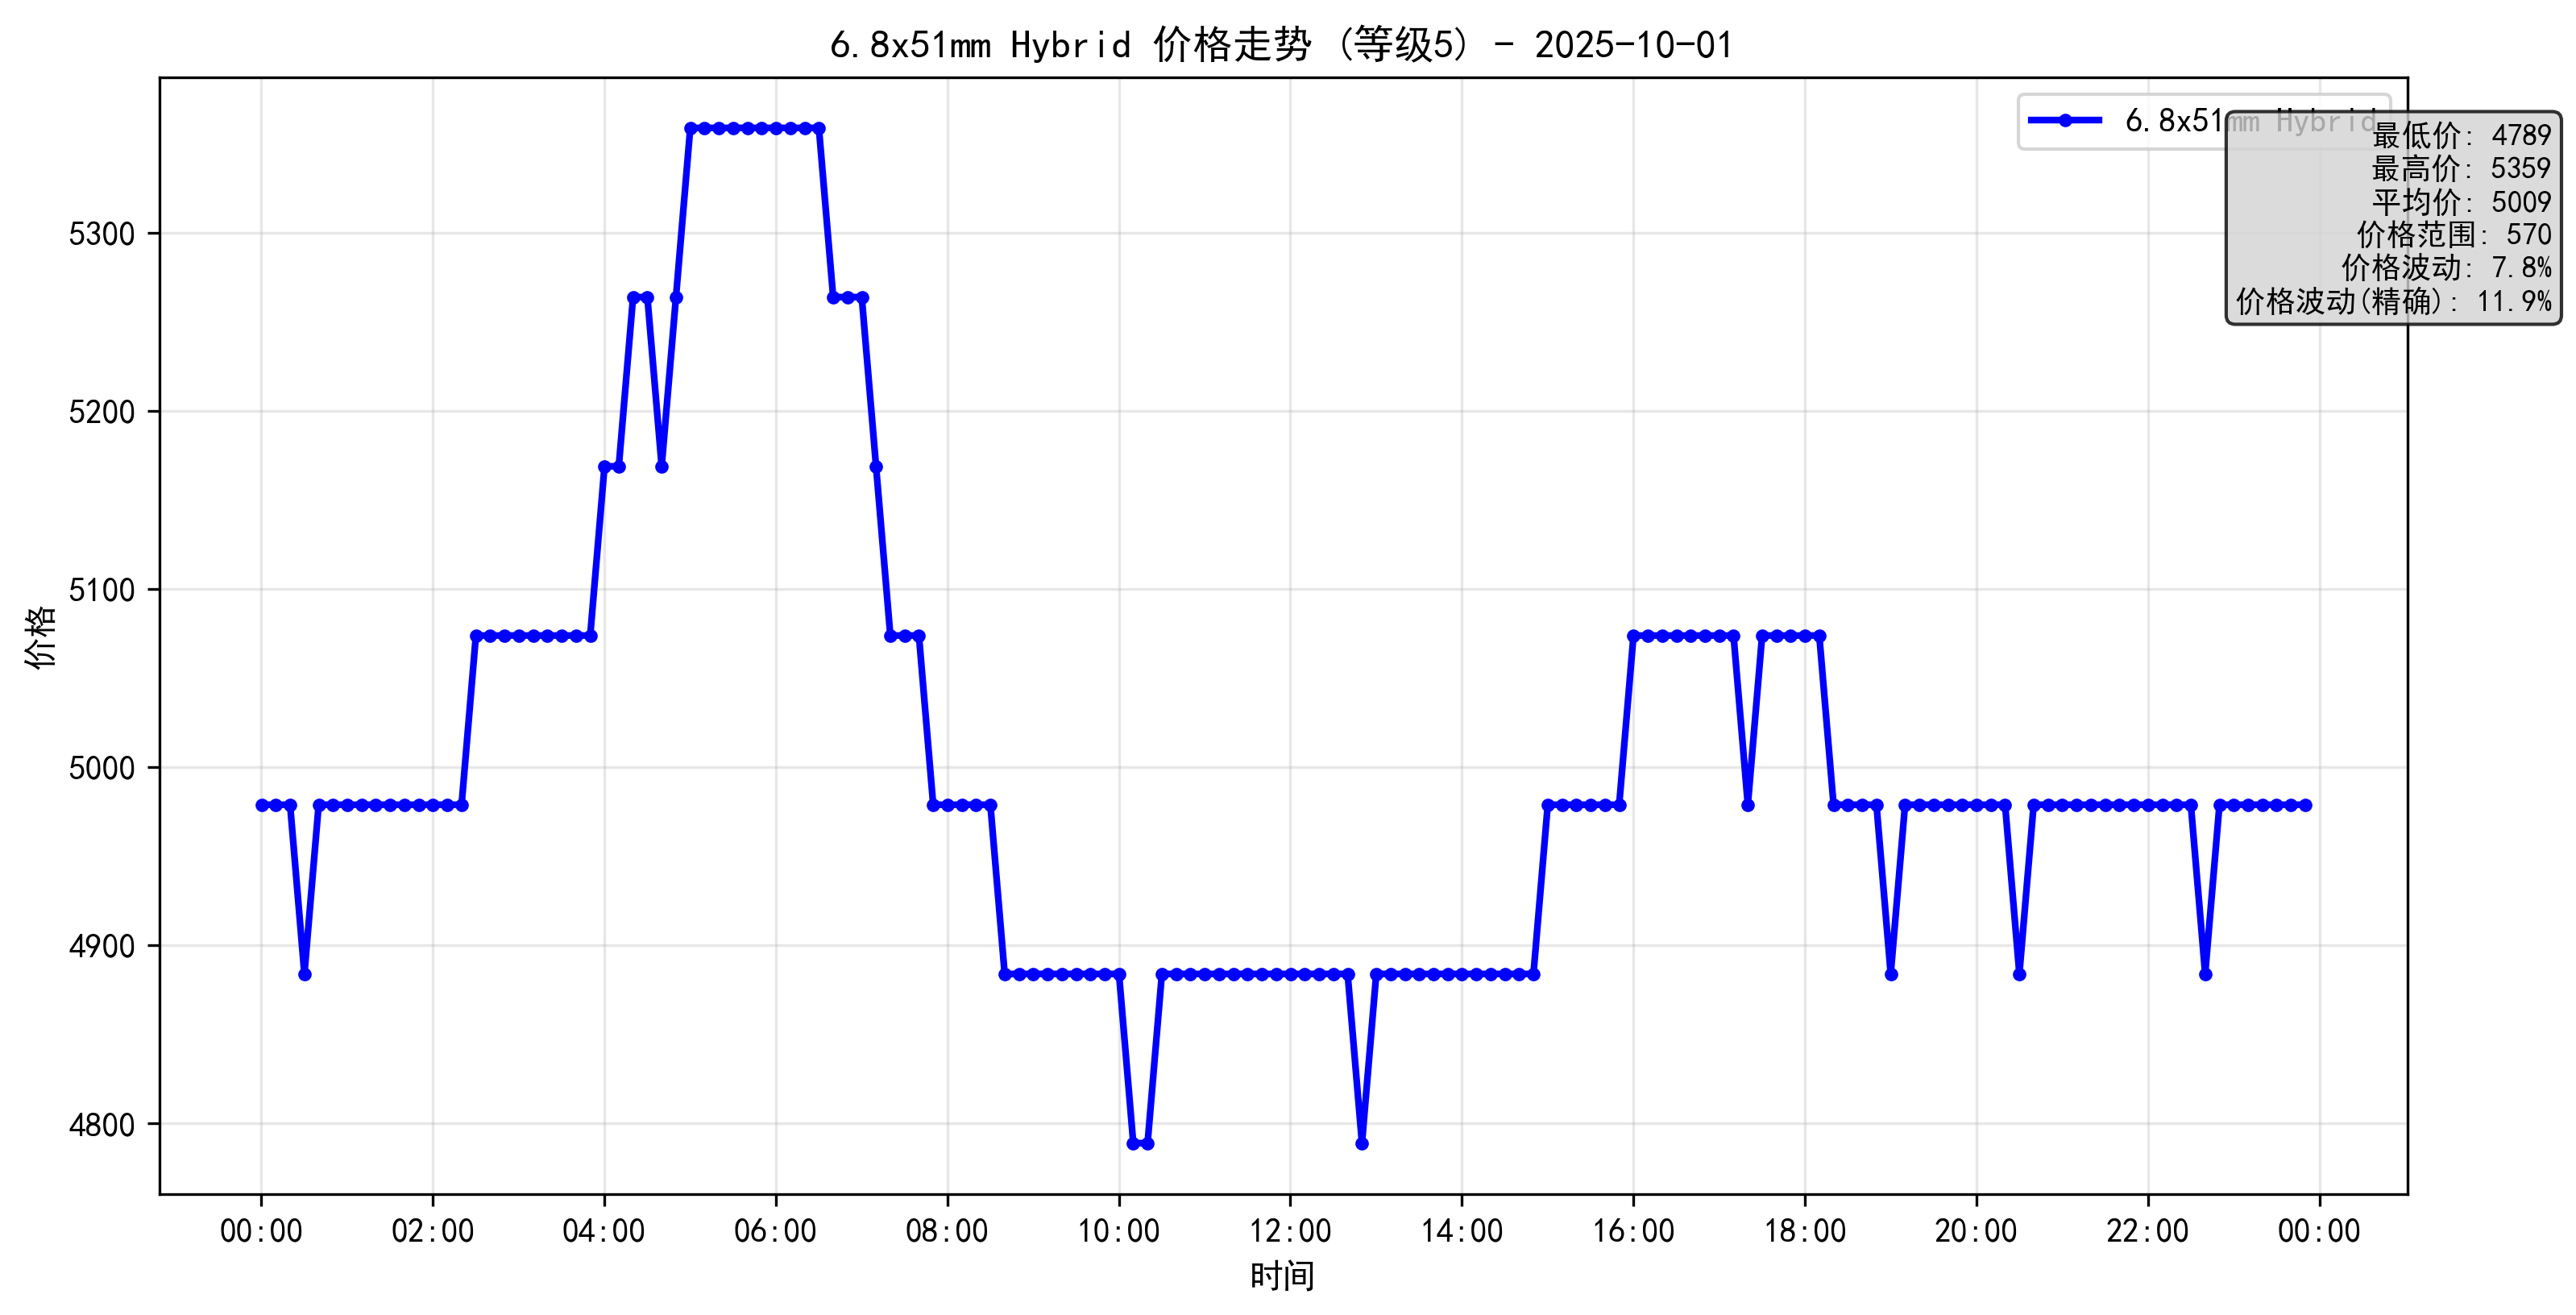 6.8x51mm Hybrid 价格走势 (等级5) - 2025-10-01
6.8x51mm Hybrid
最低价: 4789
最高价: 5359
平均价: 5009
价格范围: 570
价格波动: 7.8%
价格波动(精确): 11.9%
价格
5300
5200
5100
5000
4900
4800
00:00 02:00 04:00 06:00 08:00 10:00 12:00 14:00 16:00 18:00 20:00 22:00 00:00
时间